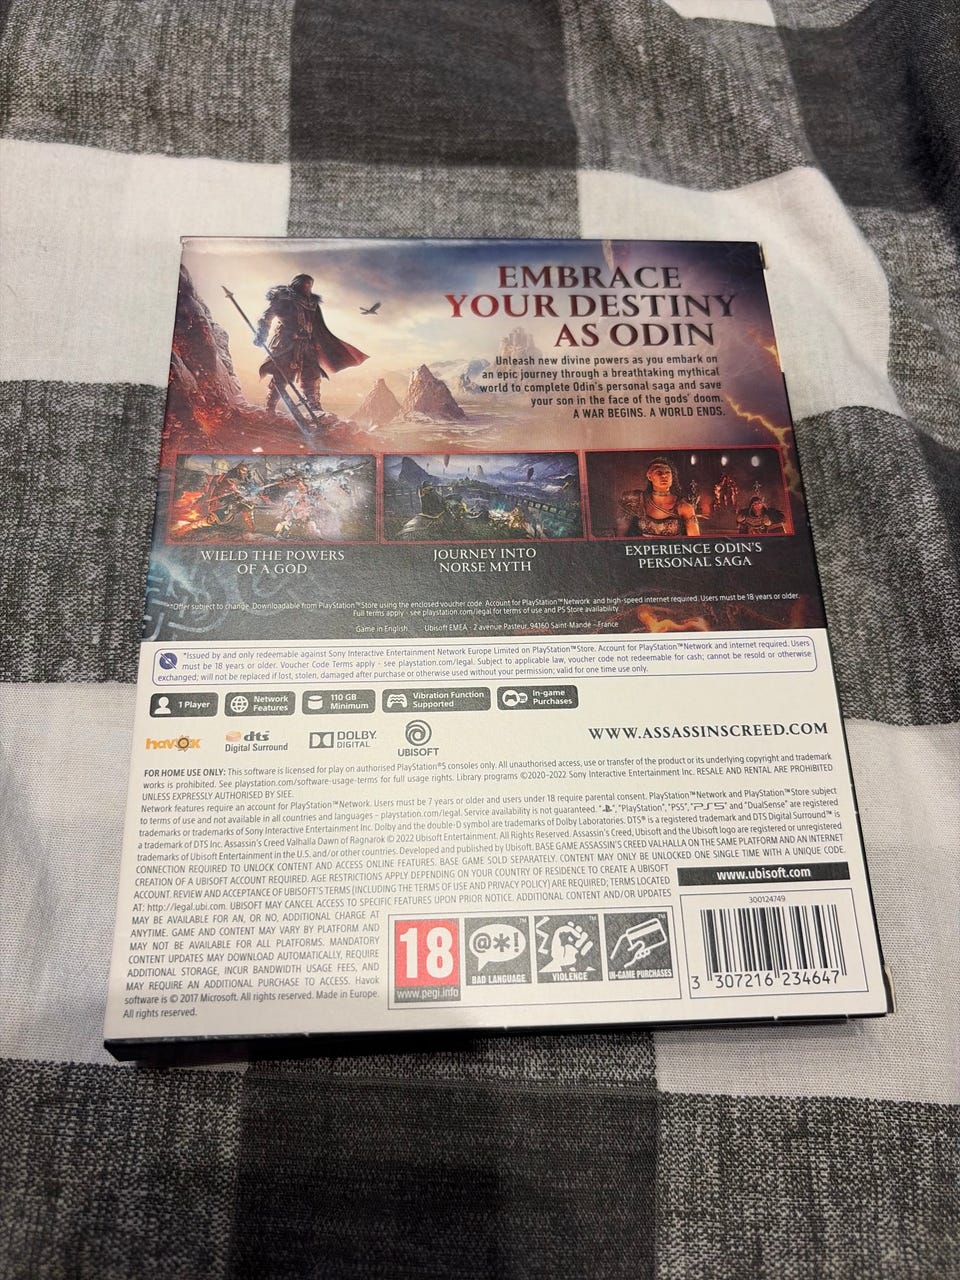 EMBRACE
YOUR DESTINY
AS ODIN
Unleash new divine powers as you embark on
an epic journey through a breathtaking mythical
world to complete Odin's personal saga and save
your son in the face of the gods' doom.
A WAR BEGINS. A WORLD ENDS.
WIELD THE POWERS
OF A GOD
JOURNEY INTO
NORSE MYTH
EXPERIENCE ODIN'S
PERSONAL SAGA
*Offer subject to change. Downloadable from PlayStation™Store using the enclosed voucher code. Account for PlayStation™Network and high-speed internet required. Users must be 18 years or older.
Full terms apply - see playstation.com/legal for terms of use and PS Store availability.
Game in English. Ubisoft EMEA - 2 avenue Pasteur, 94160 Saint-Mandé - France
*Issued by and only redeemable against Sony Interactive Entertainment Network Europe Limited on PlayStation™Store. Account for PlayStation™Network and internet required. Users
must be 18 years or older. Voucher Code Terms apply - see playstation.com/legal. Subject to applicable law, voucher code not redeemable for cash; cannot be resold or otherwise
exchanged; will not be replaced if lost, stolen, damaged after purchase or otherwise used without your permission; valid for one time use only.
1 Player
Network
Features
110 GB
Minimum
Vibration Function
Supported
In-game
Purchases
havok
dts
Digital Surround
DOLBY
DIGITAL
UBISOFT
WWW.ASSASSINSCREED.COM
FOR HOME USE ONLY: This software is licensed for play on authorised PlayStation®5 consoles only. All unauthorised access, use or transfer of the product or its underlying copyright and trademark
works is prohibited. See playstation.com/software-usage-terms for full usage rights. Library programs ©2020-2022 Sony Interactive Entertainment Inc. RESALE AND RENTAL ARE PROHIBITED
UNLESS EXPRESSLY AUTHORISED BY SIEE.
Network features require an account for PlayStation™Network. Users must be 7 years or older and users under 18 require parental consent. PlayStation™Network and PlayStation™Store subject
to terms of use and not available in all countries and languages – playstation.com/legal. Service availability is not guaranteed. "PS", "PlayStation", "PS5", "PS5" and "DualSense" are registered
trademarks or trademarks of Sony Interactive Entertainment Inc. Dolby and the double-D symbol are trademarks of Dolby Laboratories. DTS® is a registered trademark and DTS Digital Surround™ is
a trademark of DTS Inc. Assassin's Creed Valhalla Dawn of Ragnarok © 2022 Ubisoft Entertainment. All Rights Reserved. Assassin's Creed, Ubisoft and the Ubisoft logo are registered or unregistered
trademarks of Ubisoft Entertainment in the U.S. and/or other countries. Developed and published by Ubisoft. BASE GAME ASSASSIN'S CREED VALHALLA ON THE SAME PLATFORM AND AN INTERNET
CONNECTION REQUIRED TO UNLOCK CONTENT AND ACCESS ONLINE FEATURES. BASE GAME SOLD SEPARATELY. CONTENT MAY ONLY BE UNLOCKED ONE SINGLE TIME WITH A UNIQUE CODE.
CREATION OF A UBISOFT ACCOUNT REQUIRED. AGE RESTRICTIONS APPLY DEPENDING ON YOUR COUNTRY OF RESIDENCE TO CREATE A UBISOFT
ACCOUNT. REVIEW AND ACCEPTANCE OF UBISOFT'S TERMS (INCLUDING THE TERMS OF USE AND PRIVACY POLICY) ARE REQUIRED; TERMS LOCATED
AT: http://legal.ubi.com. UBISOFT MAY CANCEL ACCESS TO SPECIFIC FEATURES UPON PRIOR NOTICE. ADDITIONAL CONTENT AND/OR UPDATES
MAY BE AVAILABLE FOR AN, OR NO, ADDITIONAL CHARGE AT
ANYTIME. GAME AND CONTENT MAY VARY BY PLATFORM AND
MAY NOT BE AVAILABLE FOR ALL PLATFORMS. MANDATORY
CONTENT UPDATES MAY DOWNLOAD AUTOMATICALLY, REQUIRE
ADDITIONAL STORAGE, INCUR BANDWIDTH USAGE FEES, AND
MAY REQUIRE AN ADDITIONAL PURCHASE TO ACCESS. Havok
software is © 2017 Microsoft. All rights reserved. Made in Europe.
All rights reserved.
18
www.pegi.info
@*!
BAD LANGUAGE
VIOLENCE
IN-GAME PURCHASES
TM
TM
TM
www.ubisoft.com
300124749
3 307216 234647